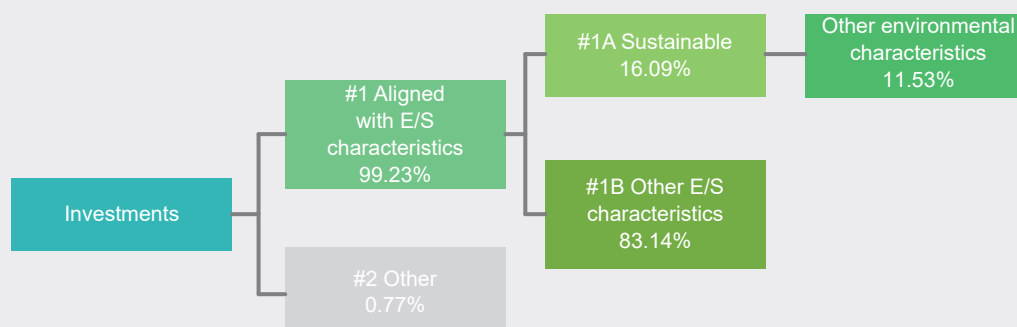 Investments
#1 Aligned
with E/S
characteristics
99.23%
#2 Other
0.77%
#1A Sustainable
16.09%
#1B Other E/S
characteristics
83.14%
Other environmental
characteristics
11.53%